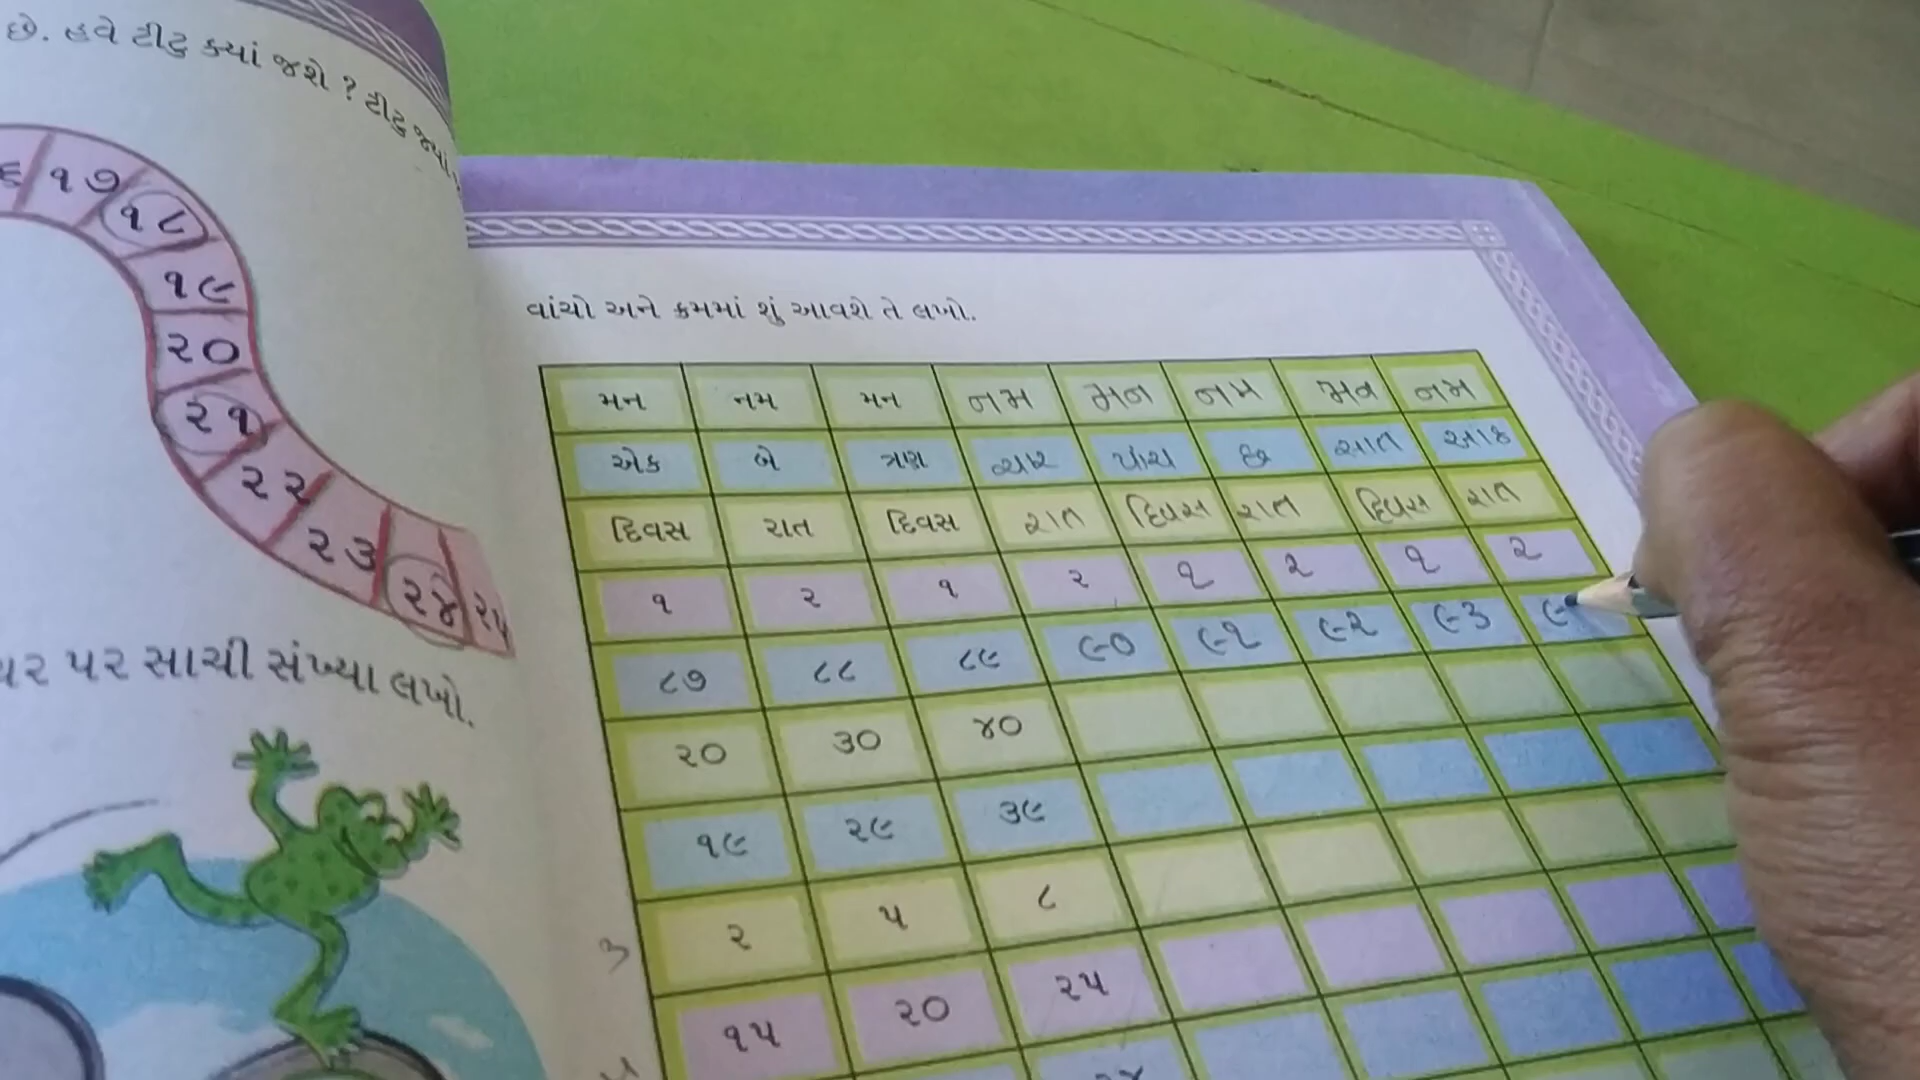 છે. હવે ટીટુ ક્યાં જશે ? ટીટુ જ્યાં
૧૭
૧૮
૧૯
૨૦
૨૧
૨૨
૨૩
૨૪
૨૫
પર સાચી સંખ્યા લખો.
વાંચો અને ક્રમમાં શું આવશે તે લખો.
મન નમ મન નમ મન નમ મન નમ
એક બે ત્રણ ચાર પાંચ છ સાત આઠ
દિવસ રાત દિવસ રાત દિવસ રાત દિવસ રાત
૧ ૨ ૧ ૨ ૧ ૨ ૧ ૨
૮૭ ૮૮ ૮૯ ૯૦ ૯૧ ૯૨ ૯૩ ૯
૨૦ ૩૦ ૪૦
૧૯ ૨૯ ૩૯
૩ ૨ ૫ ૮
૧૫ ૨૦ ૨૫